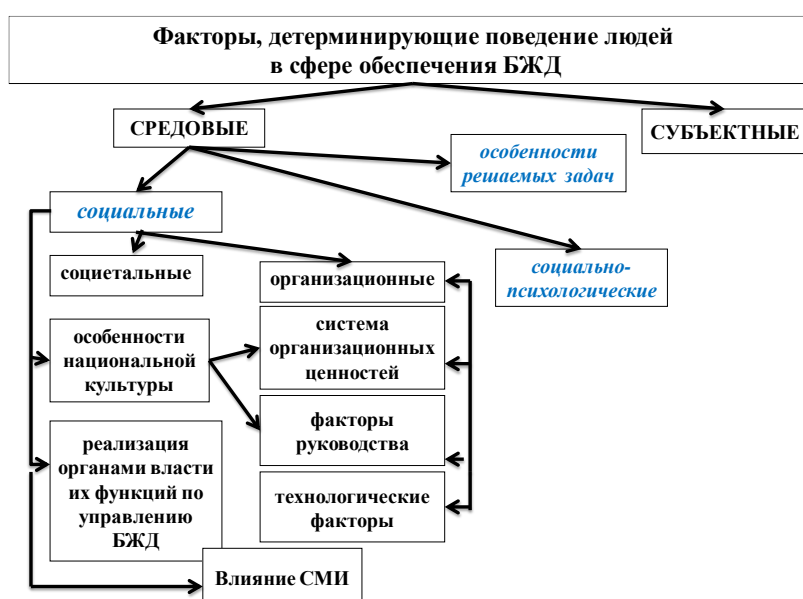 Факторы, детерминирующие поведение людей
в сфере обеспечения БЖД
СРЕДОВЫЕ
СУБЪЕКТНЫЕ
особенности
решаемых задач
социальные
социетальные
организационные
социально-
психологические
особенности
национальной
культуры
система
организационных
ценностей
факторы
руководства
реализация
органами власти
их функций по
управлению
БЖД
технологические
факторы
Влияние СМИ